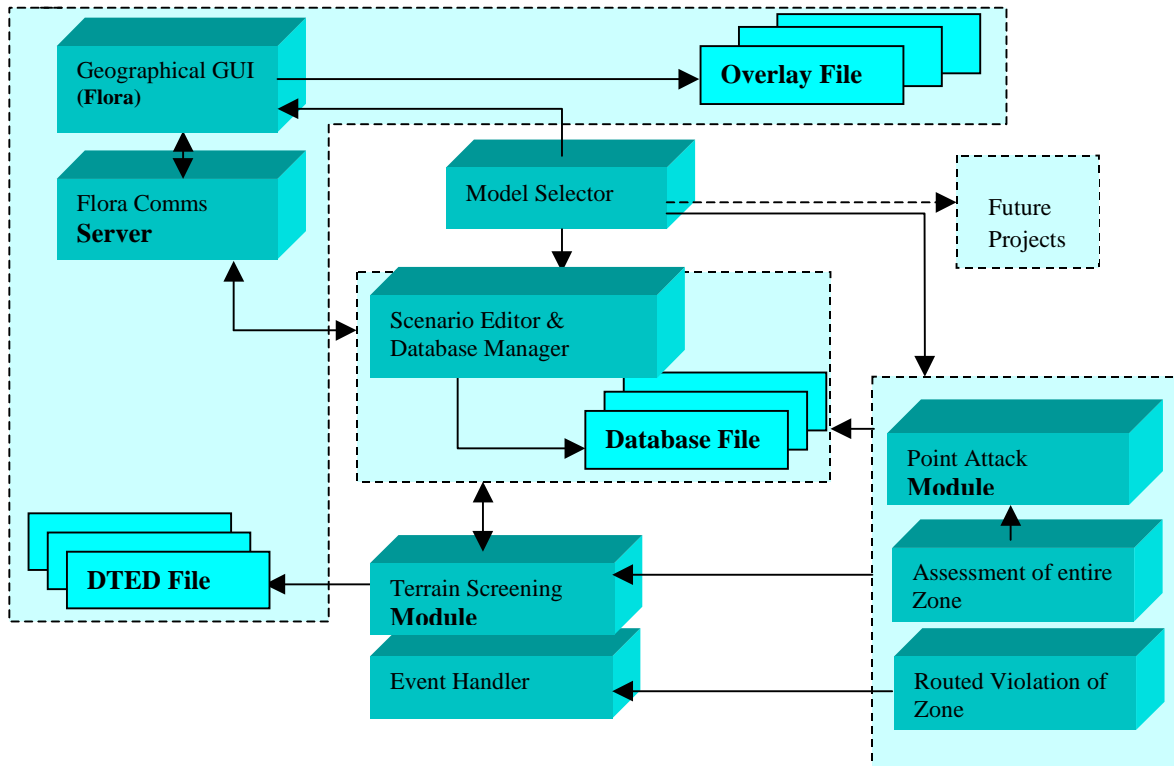 Geographical GUI
(Flora)
Overlay File
Model Selector
Flora Comms
Server
Future
Projects
Scenario Editor &
Database Manager
Database File
Point Attack
Module
DTED File
Terrain Screening
Module
Assessment of entire
Zone
Event Handler
Routed Violation of
Zone